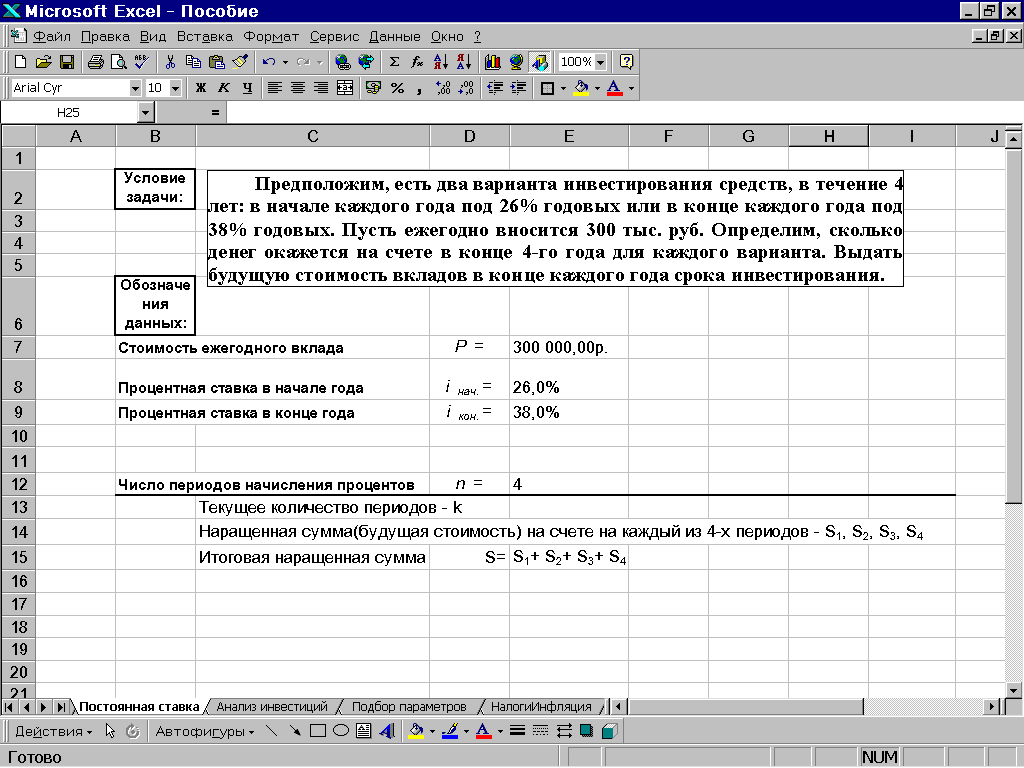 Microsoft Excel - Пособие
Файл Правка Вид Вставка Формат Сервис Данные Окно ?
100%
Arial Cyr 10 Ж К Ч
H25 =
A B C D E F G H I J
1
Условие
задачи:
2
3
4
5
Предположим, есть два варианта инвестирования средств, в течение 4
лет: в начале каждого года под 26% годовых или в конце каждого года под
38% годовых. Пусть ежегодно вносится 300 тыс. руб. Определим, сколько
денег окажется на счете в конце 4-го года для каждого варианта. Выдать
будущую стоимость вкладов в конце каждого года срока инвестирования.
Обозначе
ния
данных:
6
7 Стоимость ежегодного вклада P = 300 000,00р.
8 Процентная ставка в начале года i нач. = 26,0%
9 Процентная ставка в конце года i кон. = 38,0%
10
11
12 Число периодов начисления процентов n = 4
13 Текущее количество периодов - k
14 Наращенная сумма(будущая стоимость) на счете на каждый из 4-х периодов - S1, S2, S3, S4
15 Итоговая наращенная сумма S= S1+ S2+ S3+ S4
16
17
18
19
20
21
Постоянная ставка Анализ инвестиций Подбор параметров НалогиИнфляция
Действия Автофигуры
Готово NUM